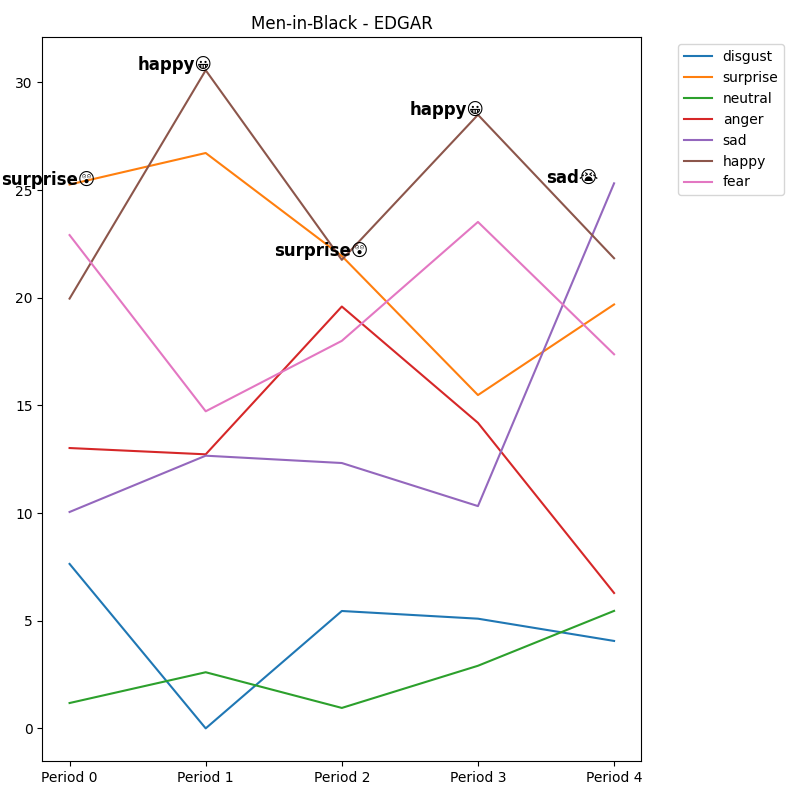 Men-in-Black - EDGAR
happy😀
happy😀
surprise😲
sad😭
surprise😲
30
25
20
15
10
5
0
Period 0
Period 1
Period 2
Period 3
Period 4
disgust
surprise
neutral
anger
sad
happy
fear